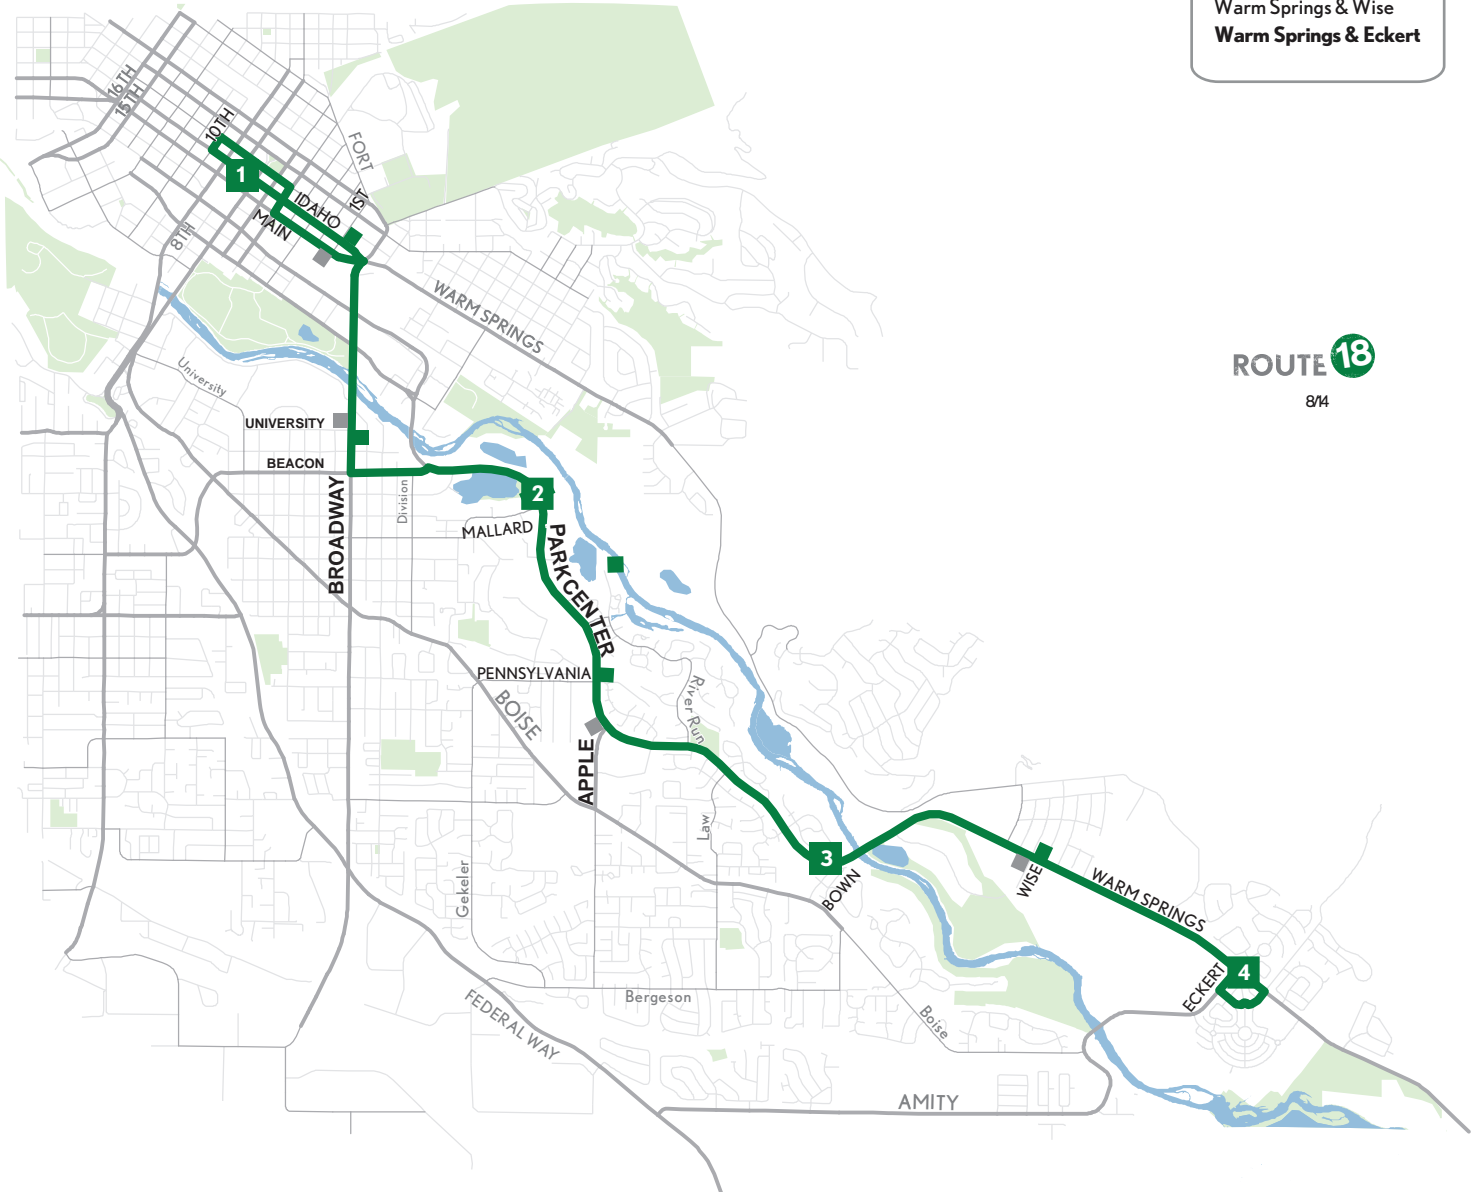 Warm Springs & Wise
Warm Springs & Eckert
16TH
15TH
10TH
FORT
1
1ST
IDAHO
MAIN
8TH
WARM SPRINGS
ROUTE 18
8/14
University
UNIVERSITY
BEACON
BROADWAY
Division
2
MALLARD
PARKCENTER
PENNSYLVANIA
River Run
BOISE
APPLE
Law
3
BOWN
WISE
WARM SPRINGS
Gekeler
4
ECKERT
Bergeson
FEDERAL WAY
Boise
AMITY